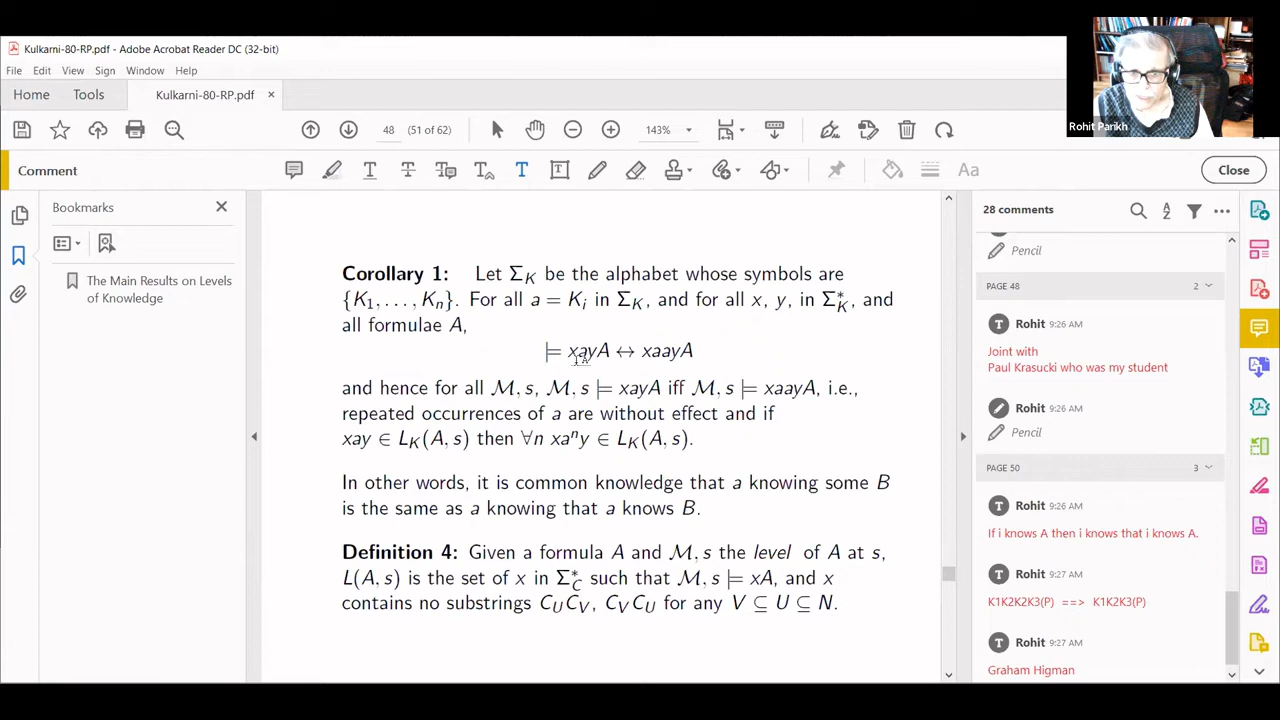 Kulkarni-80-RP.pdf - Adobe Acrobat Reader DC (32-bit)
File Edit View Sign Window Help
Home Tools Kulkarni-80-RP.pdf ×
48 (51 of 62) 143%
Comment Close
Bookmarks
The Main Results on Levels
of Knowledge
Corollary 1: Let Σ_K be the alphabet whose symbols are
{K₁, . . . , Kₙ}. For all a = Kᵢ in Σ_K, and for all x, y, in Σ*_K, and
all formulae A,
⊨ xayA ↔ xaayA
and hence for all ℳ, s, ℳ, s ⊨ xayA iff ℳ, s ⊨ xaayA, i.e.,
repeated occurrences of a are without effect and if
xay ∈ L_K(A, s) then ∀n xaⁿy ∈ L_K(A, s).
In other words, it is common knowledge that a knowing some B
is the same as a knowing that a knows B.
Definition 4: Given a formula A and ℳ, s the level of A at s,
L(A, s) is the set of x in Σ*_C such that ℳ, s ⊨ xA, and x
contains no substrings C_U C_V, C_V C_U for any V ⊆ U ⊆ N.
28 comments
Pencil
PAGE 48 2
Rohit 9:26 AM
Joint with
Paul Krasucki who was my student
Rohit 9:26 AM
Pencil
PAGE 50 3
Rohit 9:26 AM
If i knows A then i knows that i knows A.
Rohit 9:27 AM
K1K2K2K3(P) ==> K1K2K3(P)
Rohit 9:27 AM
Graham Higman
Rohit Parikh